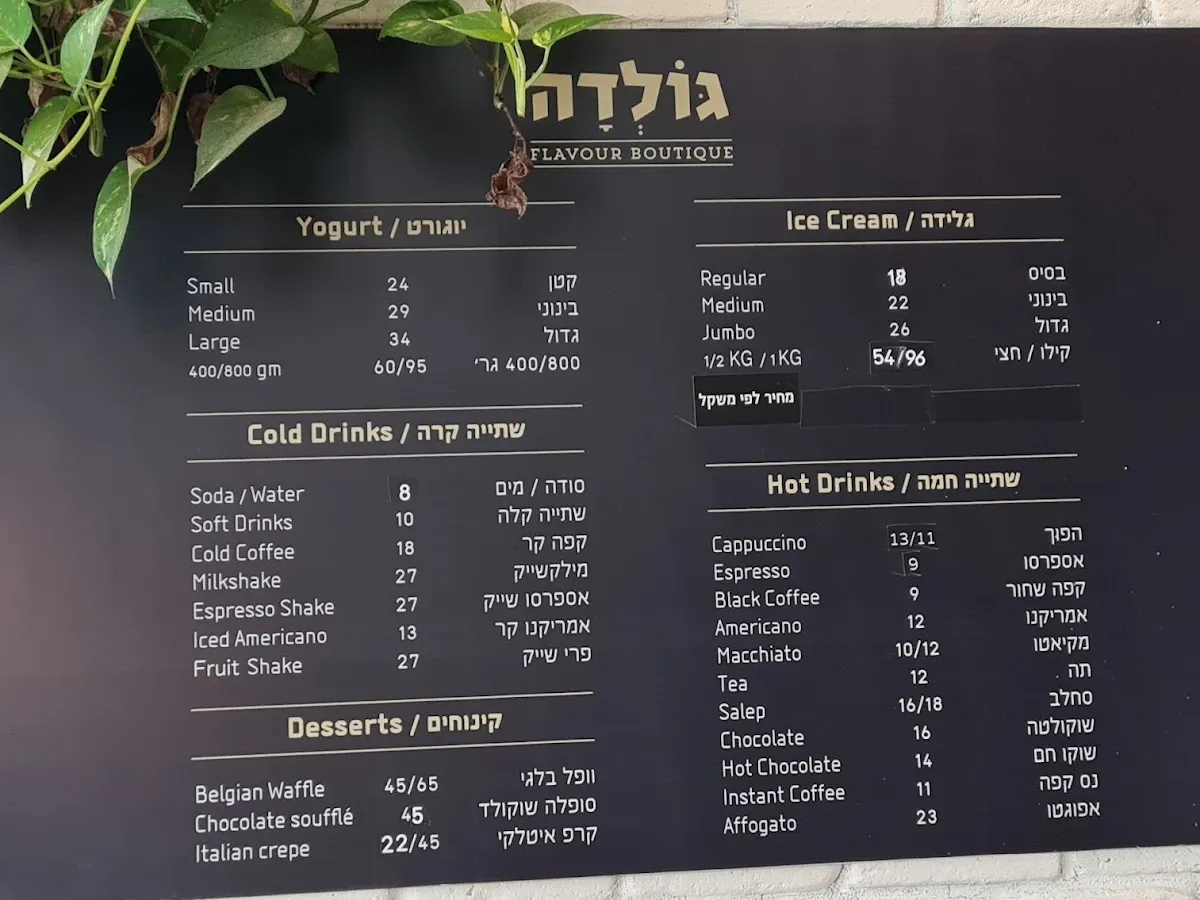 גּוֹלְדָה
FLAVOUR BOUTIQUE
Yogurt / יוגורט
Small 24 קטן
Medium 29 בינוני
Large 34 גדול
400/800 gm 60/95 400/800 גר'
Cold Drinks / שתייה קרה
Soda / Water 8 סודה / מים
Soft Drinks 10 שתייה קלה
Cold Coffee 18 קפה קר
Milkshake 27 מילקשייק
Espresso Shake 27 אספרסו שייק
Iced Americano 13 אמריקנו קר
Fruit Shake 27 פרי שייק
Desserts / קינוחים
Belgian Waffle 45/65 וופל בלגי
Chocolate soufflé 45 סופלה שוקולד
Italian crepe 22/45 קרפ איטלקי
Ice Cream / גלידה
Regular 18 בסיס
Medium 22 בינוני
Jumbo 26 גדול
1/2 KG / 1 KG 54/96 קילו / חצי
מחיר לפי משקל
Hot Drinks / שתייה חמה
Cappuccino 13/11 הפוך
Espresso 9 אספרסו
Black Coffee 9 קפה שחור
Americano 12 אמריקנו
Macchiato 10/12 מקיאטו
Tea 12 תה
Salep 16/18 סחלב
Chocolate 16 שוקולטה
Hot Chocolate 14 שוקו חם
Instant Coffee 11 נס קפה
Affogato 23 אפוגטו